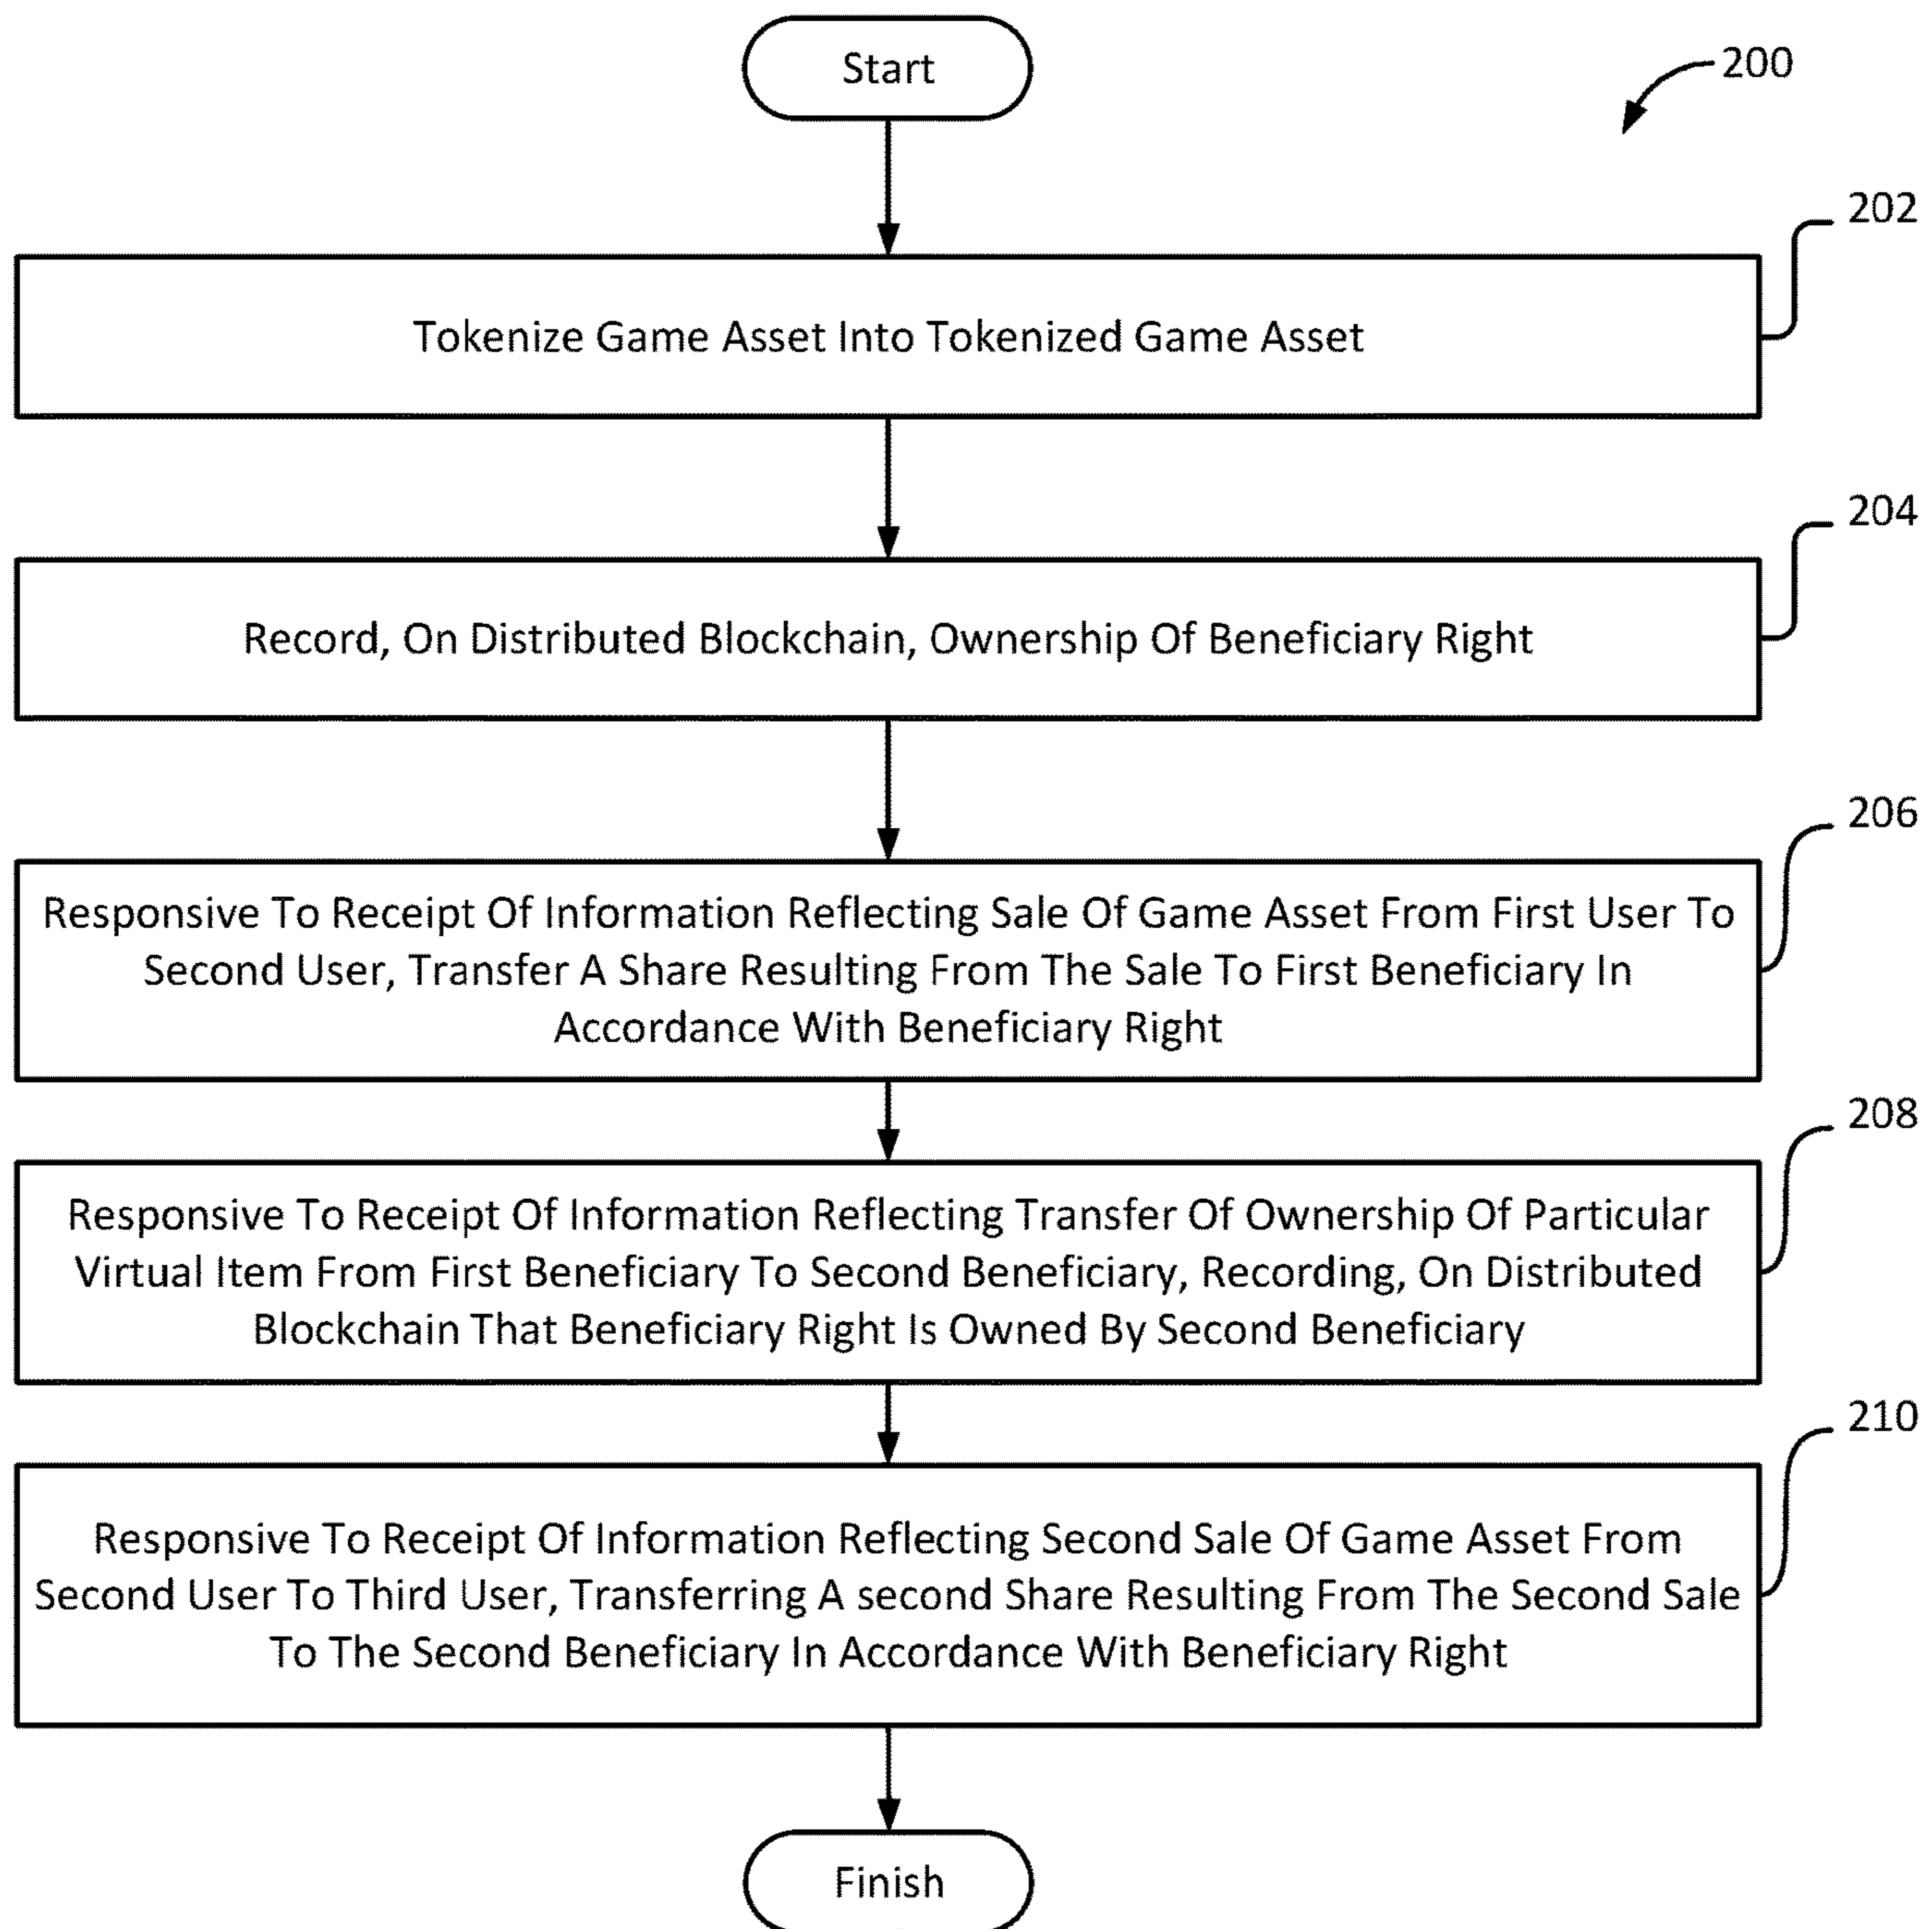 Start
200
202
Tokenize Game Asset Into Tokenized Game Asset
204
Record, On Distributed Blockchain, Ownership Of Beneficiary Right
206
Responsive To Receipt Of Information Reflecting Sale Of Game Asset From First User To
Second User, Transfer A Share Resulting From The Sale To First Beneficiary In
Accordance With Beneficiary Right
208
Responsive To Receipt Of Information Reflecting Transfer Of Ownership Of Particular
Virtual Item From First Beneficiary To Second Beneficiary, Recording, On Distributed
Blockchain That Beneficiary Right Is Owned By Second Beneficiary
210
Responsive To Receipt Of Information Reflecting Second Sale Of Game Asset From
Second User To Third User, Transferring A second Share Resulting From The Second Sale
To The Second Beneficiary In Accordance With Beneficiary Right
Finish